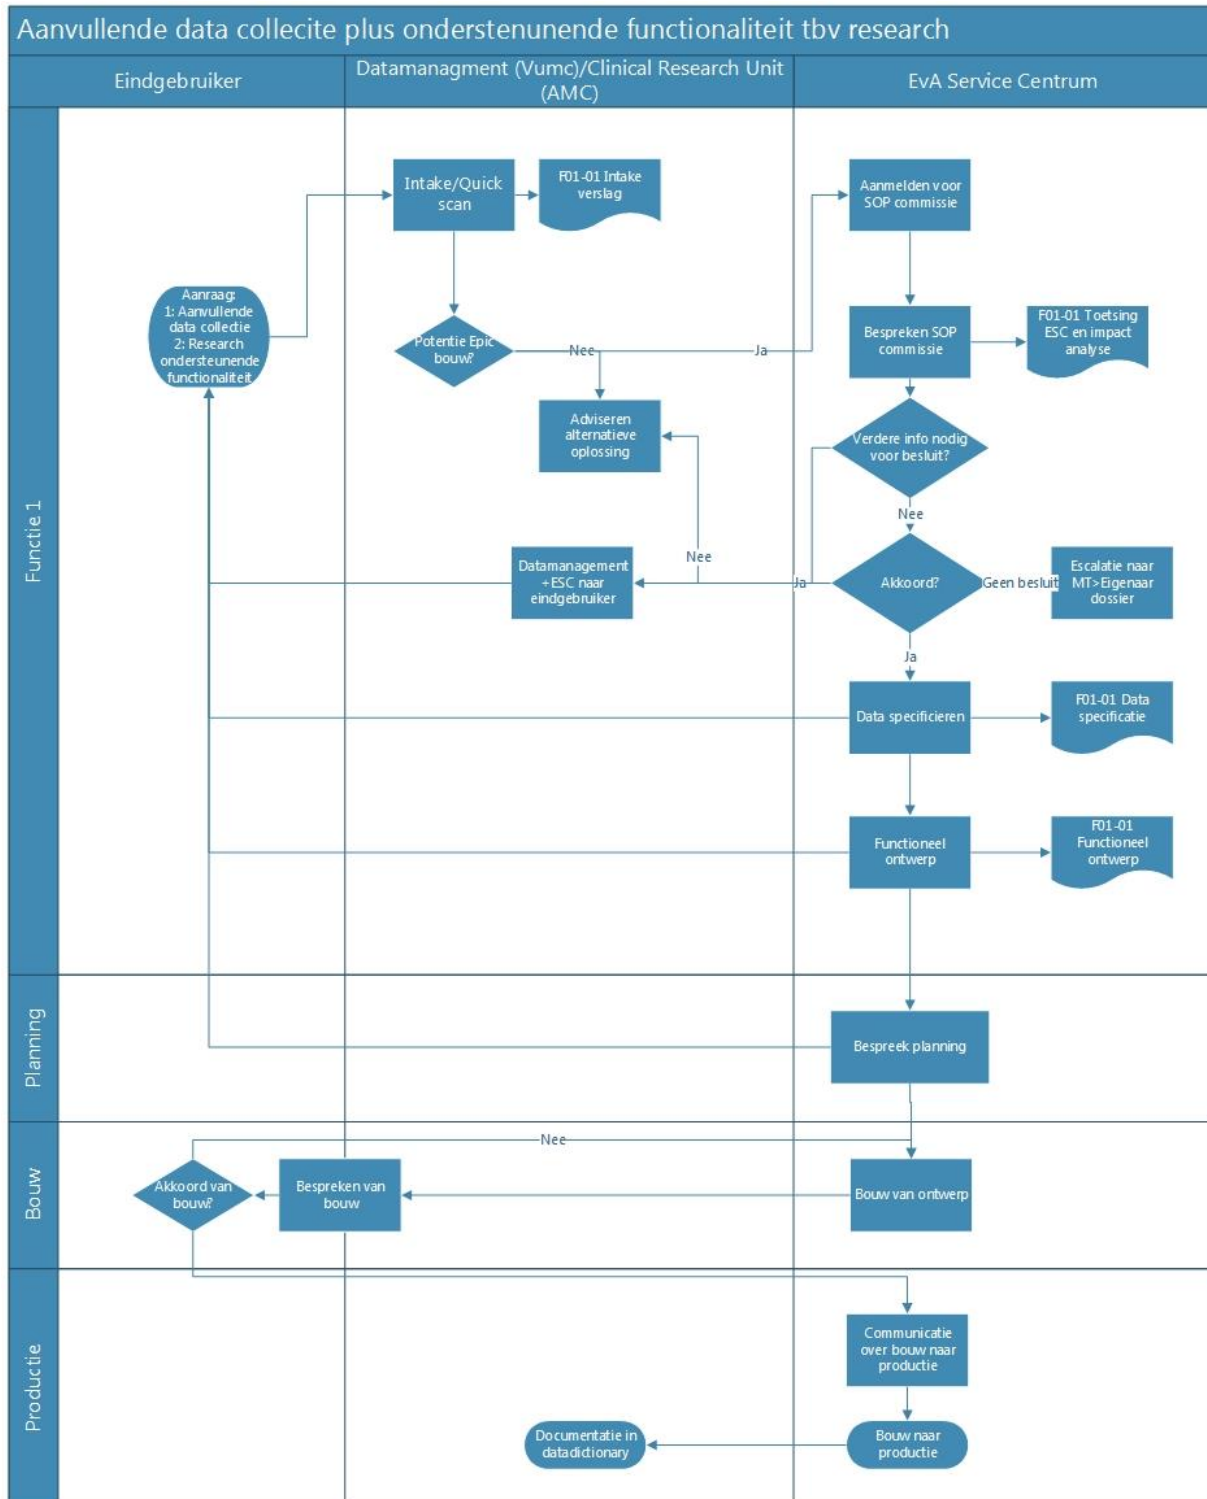 Aanvullende data collecite plus onderstenunende functionaliteit tbv research
Eindgebruiker
Datamanagment (Vumc)/Clinical Research Unit
(AMC)
EvA Service Centrum
Functie 1
Intake/Quick
scan
F01-01 Intake
verslag
Aanmelden voor
SOP commissie
Aanraag:
1: Aanvullende
data collectie
2: Research
ondersteunende
functionaliteit
Potentie Epic
bouw?
Nee
Ja
Bespreken SOP
commissie
F01-01 Toetsing
ESC en impact
analyse
Adviseren
alternatieve
oplossing
Verdere info nodig
voor besluit?
Nee
Nee
Datamanagement
+ESC naar
eindgebruiker
Ja
Akkoord?
Geen besluit
Escalatie naar
MT>Eigenaar
dossier
Ja
Data specificieren
F01-01 Data
specificatie
Functioneel
ontwerp
F01-01
Functioneel
ontwerp
Planning
Bespreek planning
Bouw
Nee
Akkoord van
bouw?
Bespreken van
bouw
Bouw van ontwerp
Productie
Communicatie
over bouw naar
productie
Documentatie in
datadictionary
Bouw naar
productie